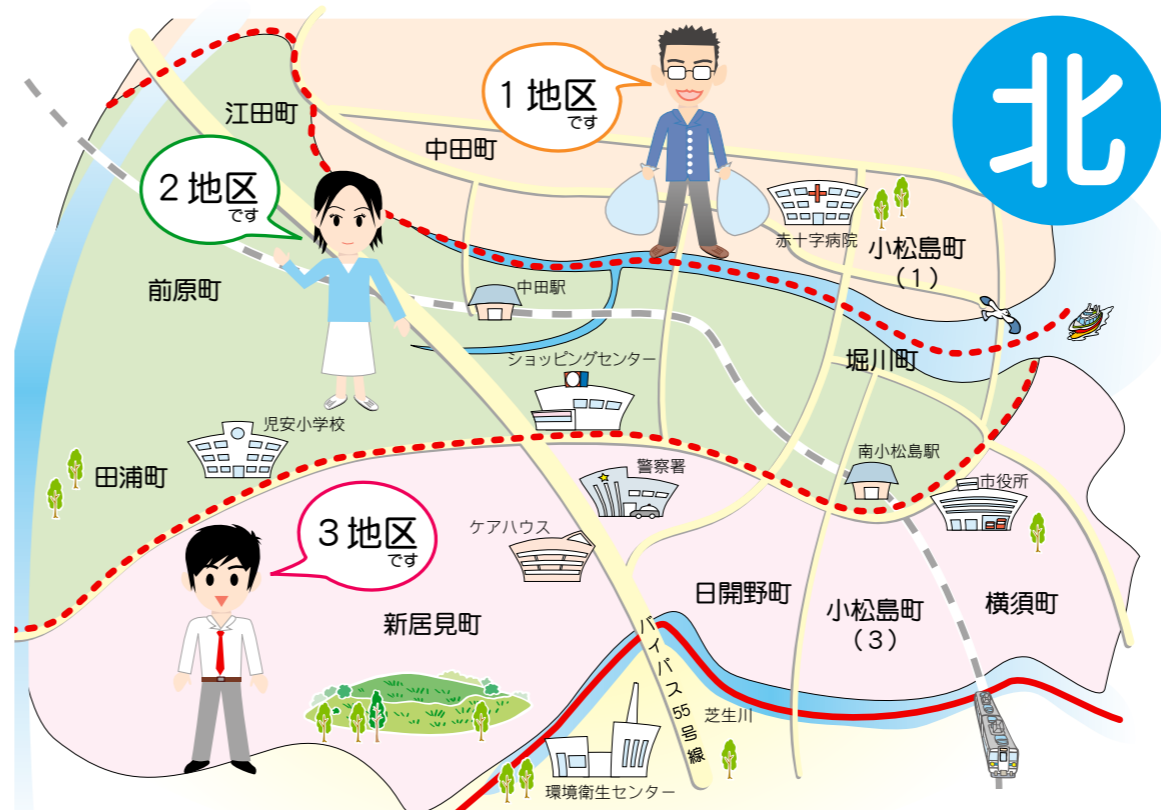 北
1地区
です
江田町
中田町
2地区
です
赤十字病院
小松島町
(1)
前原町
中田駅
ショッピングセンター
堀川町
児安小学校
南小松島駅
警察署
田浦町
市役所
3地区
です
ケアハウス
日開野町
小松島町
(3)
横須町
新居見町
バイパス55号線
芝生川
環境衛生センター